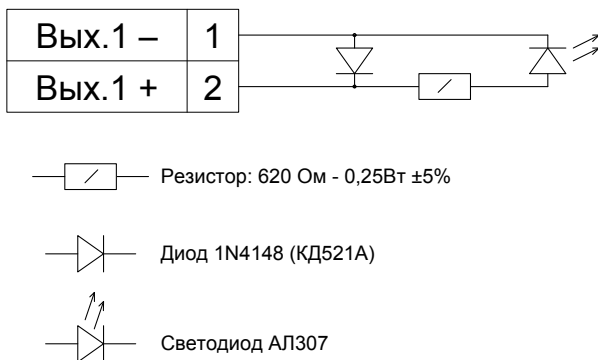 Вых.1 – 1
Вых.1 + 2
Резистор: 620 Ом - 0,25Вт ±5%
Диод 1N4148 (КД521А)
Светодиод АЛ307